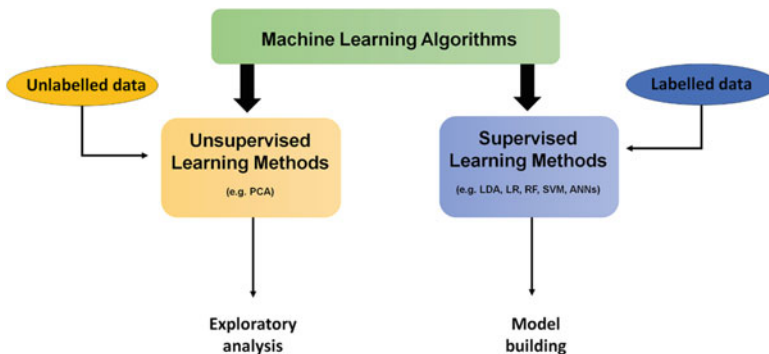 Machine Learning Algorithms
Unlabelled data
Labelled data
Unsupervised
Learning Methods
(e.g. PCA)
Supervised
Learning Methods
(e.g. LDA, LR, RF, SVM, ANNs)
Exploratory
analysis
Model
building